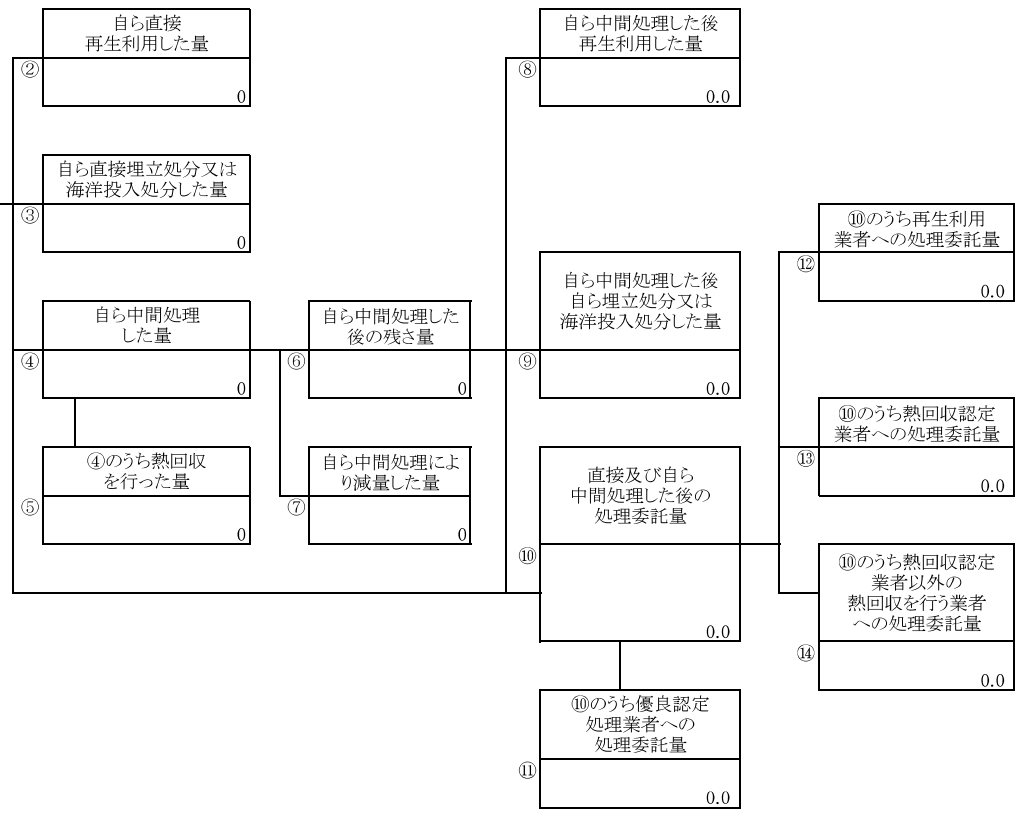 自ら直接
再生利用した量
②
0
自ら直接埋立処分又は
海洋投入処分した量
③
0
自ら中間処理
した量
④
0
④のうち熱回収
を行った量
⑤
0
自ら中間処理した
後の残さ量
⑥
0
自ら中間処理によ
り減量した量
⑦
0
自ら中間処理した後
再生利用した量
⑧
0.0
自ら中間処理した後
自ら埋立処分又は
海洋投入処分した量
⑨
0.0
直接及び自ら
中間処理した後の
処理委託量
⑩
0.0
⑩のうち優良認定
処理業者への
処理委託量
⑪
0.0
⑩のうち再生利用
業者への処理委託量
⑫
0.0
⑩のうち熱回収認定
業者への処理委託量
⑬
0.0
⑩のうち熱回収認定
業者以外の
熱回収を行う業者
への処理委託量
⑭
0.0